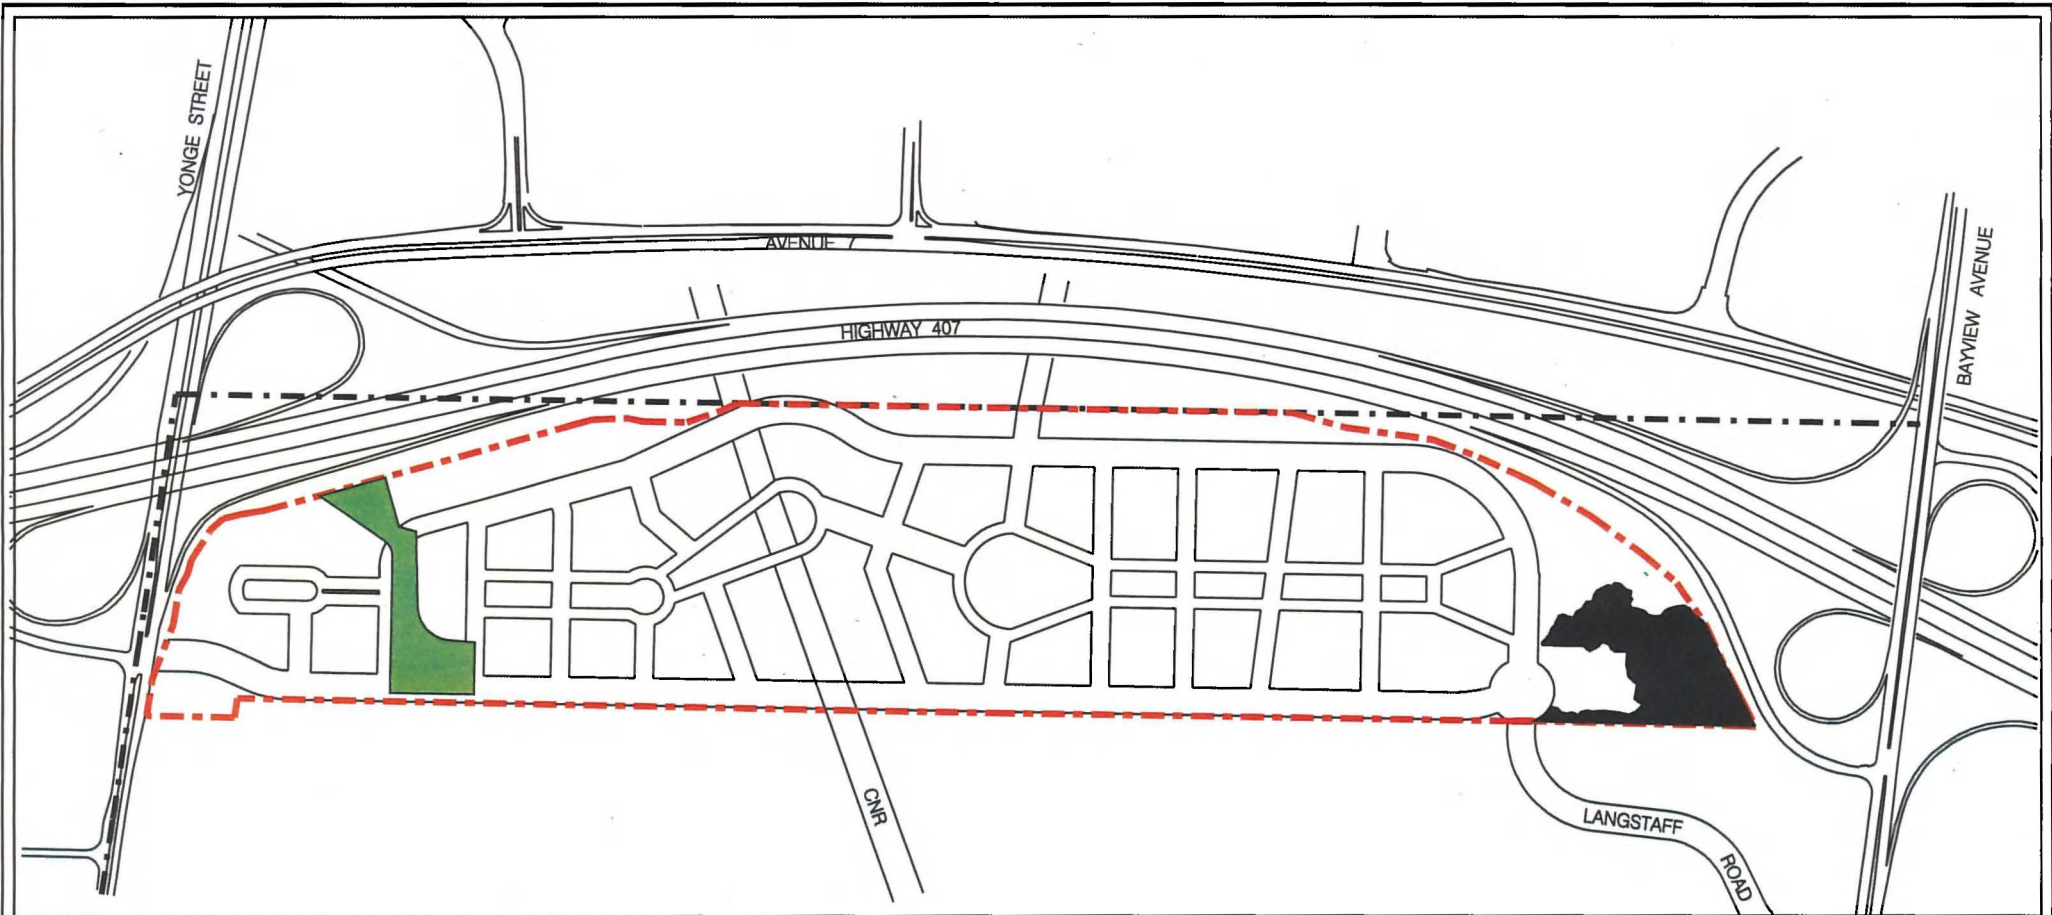 YONGE STREET
AVENUE 7
HIGHWAY 407
BAYVIEW AVENUE
CNR
LANGSTAFF
ROAD